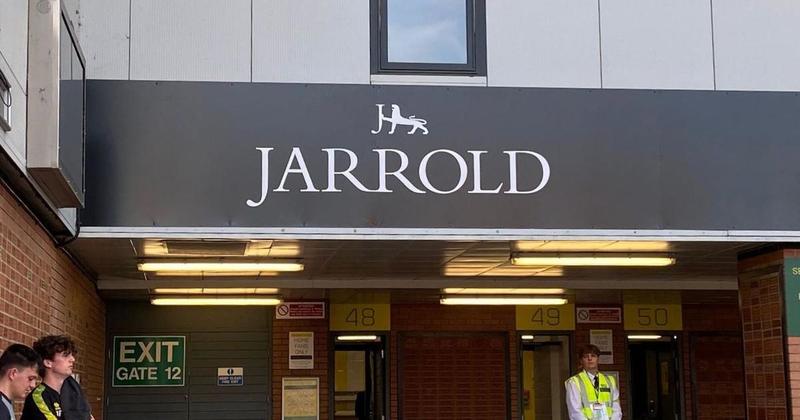 J
JARROLD
48
49
50
EXIT
GATE 12
HOME
FANS
ONLY